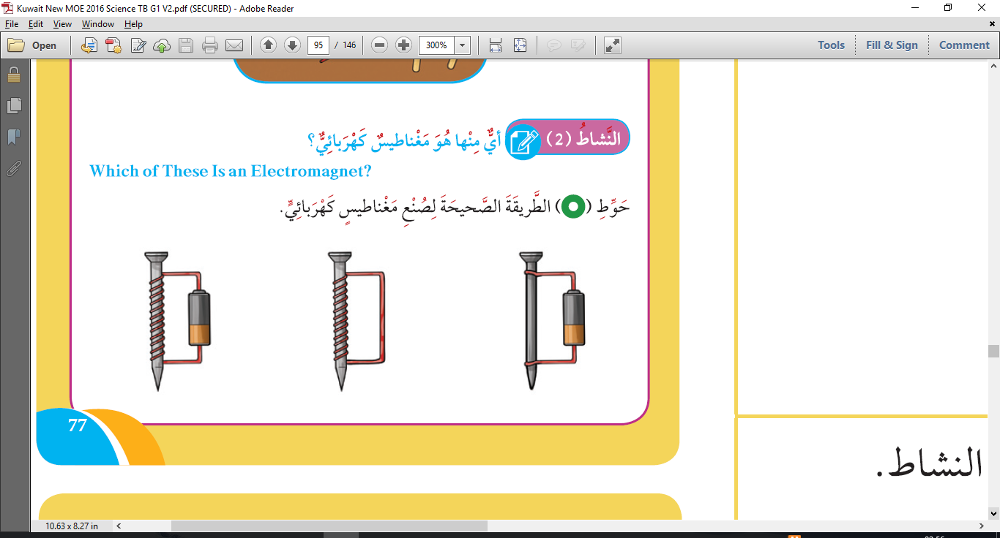 Kuwait New MOE 2016 Science TB G1 V2.pdf (SECURED) - Adobe Reader
File Edit View Window Help
Open 95 / 146 300% Tools Fill & Sign Comment
النَّشاطُ (2) أيٌّ مِنْها هُوَ مَغْناطيسٌ كَهْرَبائِيٌّ؟
Which of These Is an Electromagnet?
حَوِّطِ ( ) الطَّريقَةَ الصَّحيحَةَ لِصُنْعِ مَغْناطيسٍ كَهْرَبائِيٍّ.
77
النشاط.
10.63 x 8.27 in